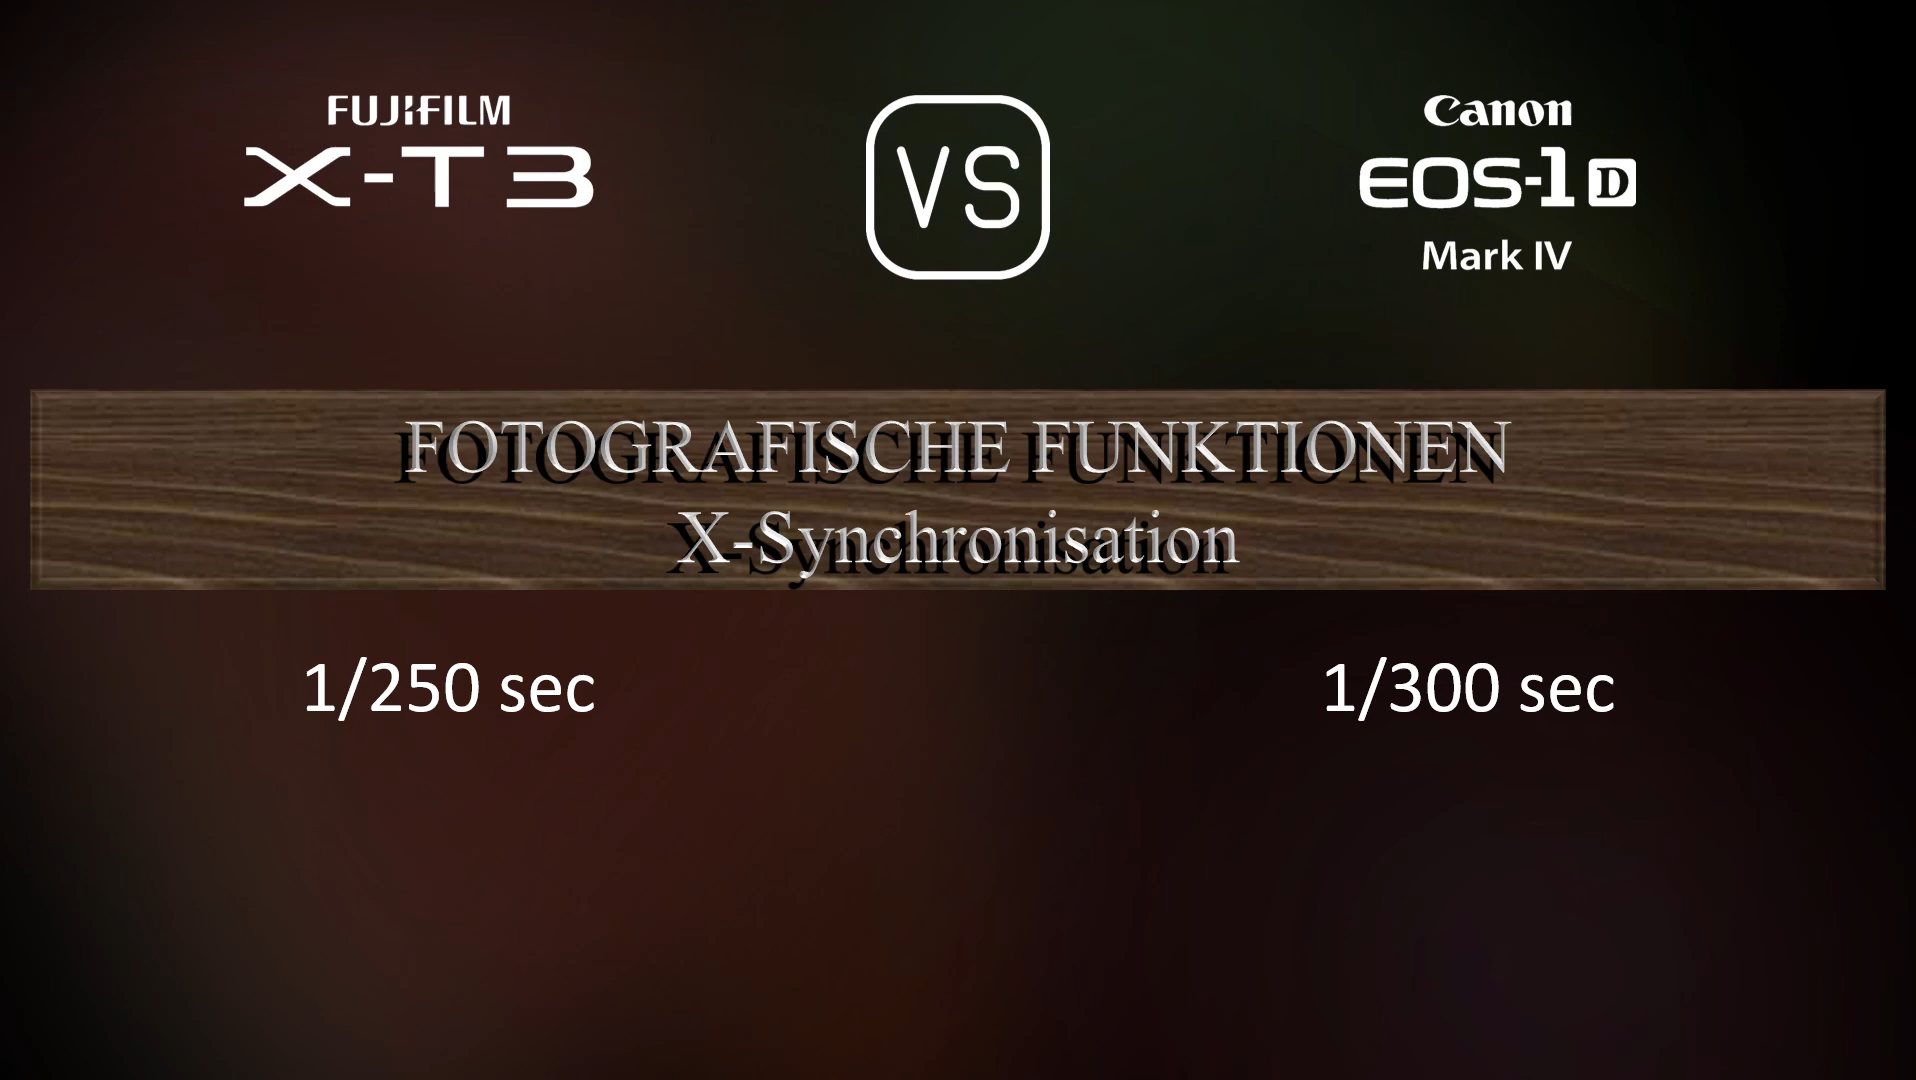 FUJIFILM
X-T3
VS
Canon
EOS-1D
Mark IV
FOTOGRAFISCHE FUNKTIONEN
X-Synchronisation
1/250 sec
1/300 sec